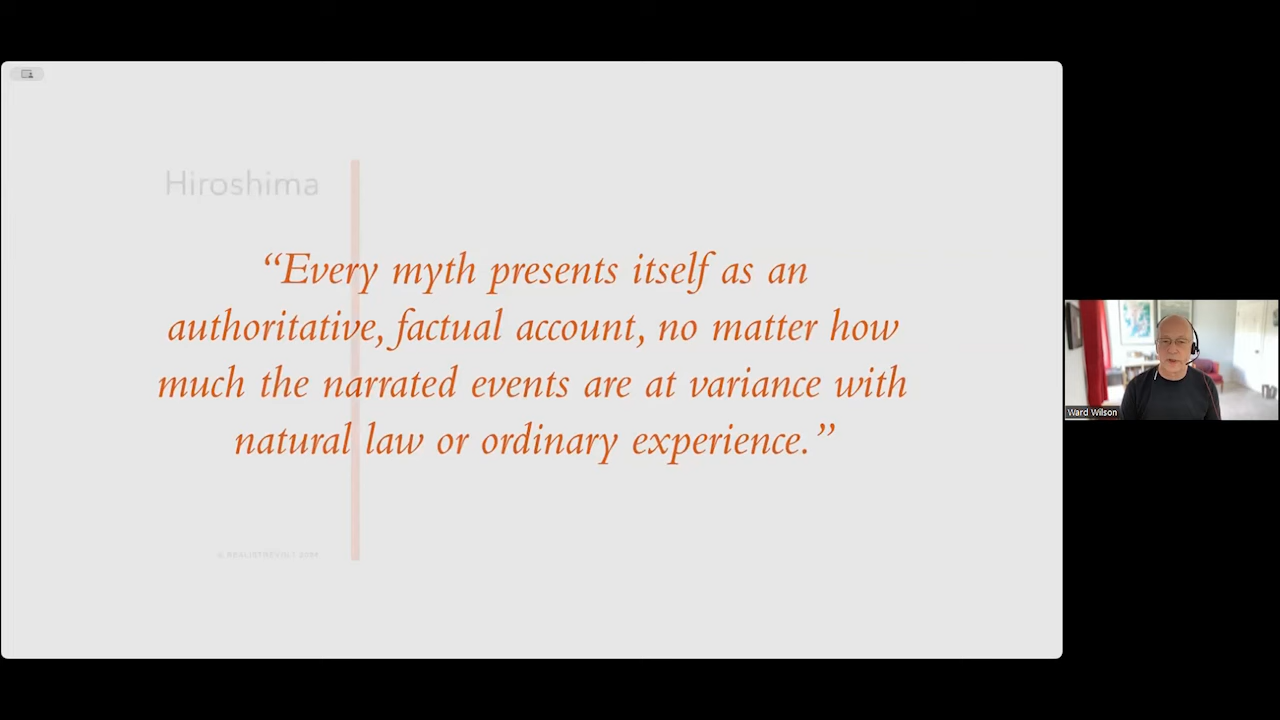 Hiroshima
“Every myth presents itself as an
authoritative, factual account, no matter how
much the narrated events are at variance with
natural law or ordinary experience.”
Ward Wilson